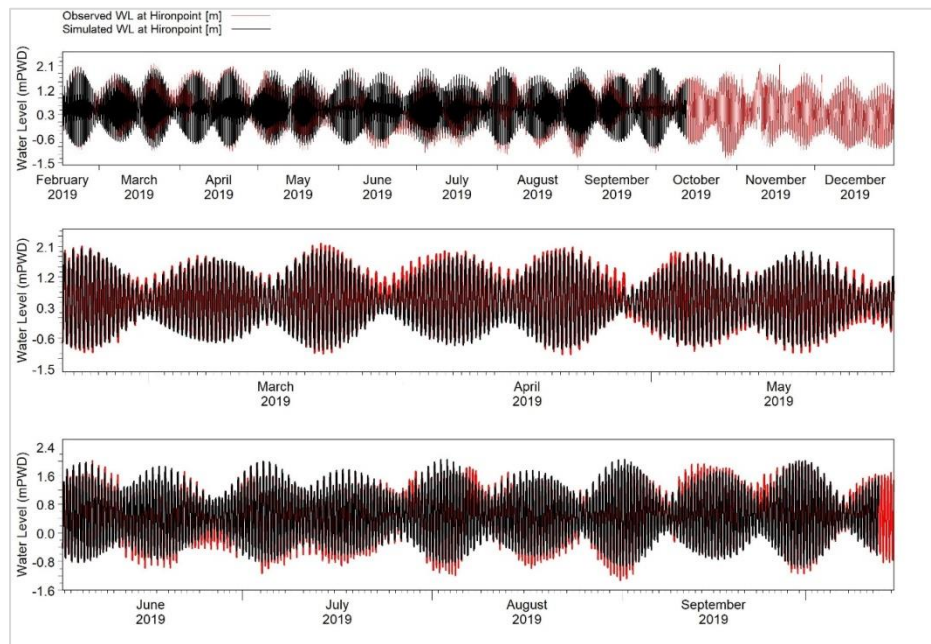 Observed WL at Hironpoint [m]
Simulated WL at Hironpoint [m]
Water Level (mPWD)
2.1
1.2
0.3
-0.6
-1.5
February March April May June July August September October November December
2019 2019 2019 2019 2019 2019 2019 2019 2019 2019 2019
Water Level (mPWD)
2.1
1.2
0.3
-0.6
-1.5
March April May
2019 2019 2019
Water Level (mPWD)
2.4
1.6
0.8
0.0
-0.8
-1.6
June July August September
2019 2019 2019 2019